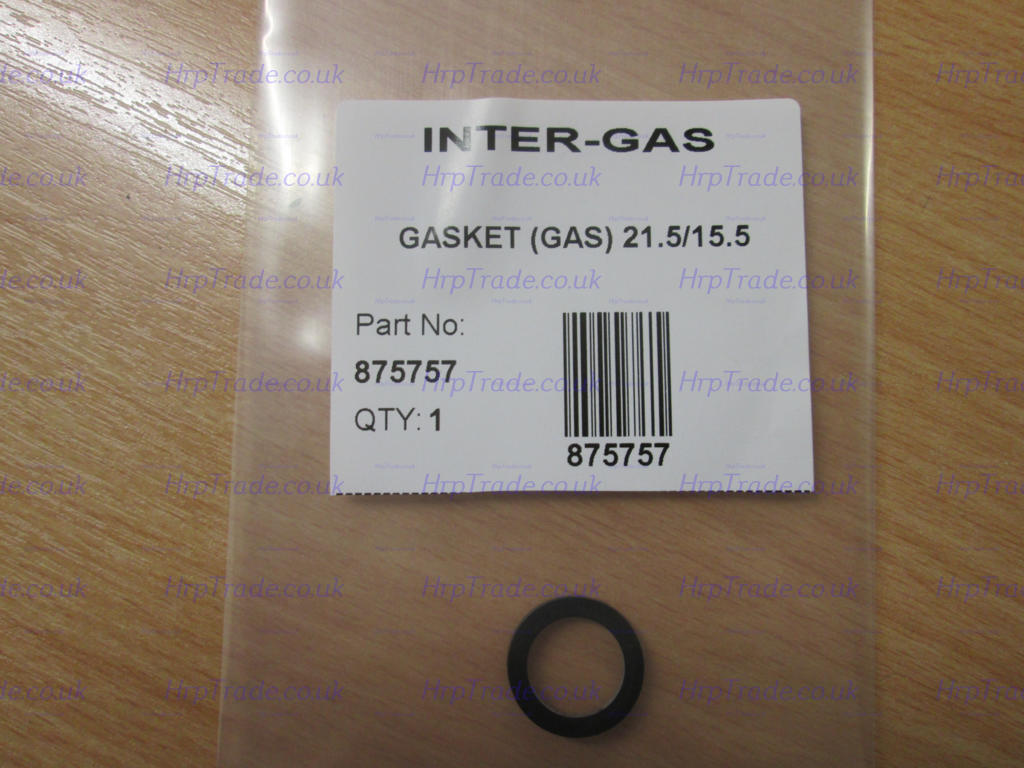 INTER-GAS
GASKET (GAS) 21.5/15.5
Part No:
875757
QTY: 1
875757
HrpTrade.co.uk